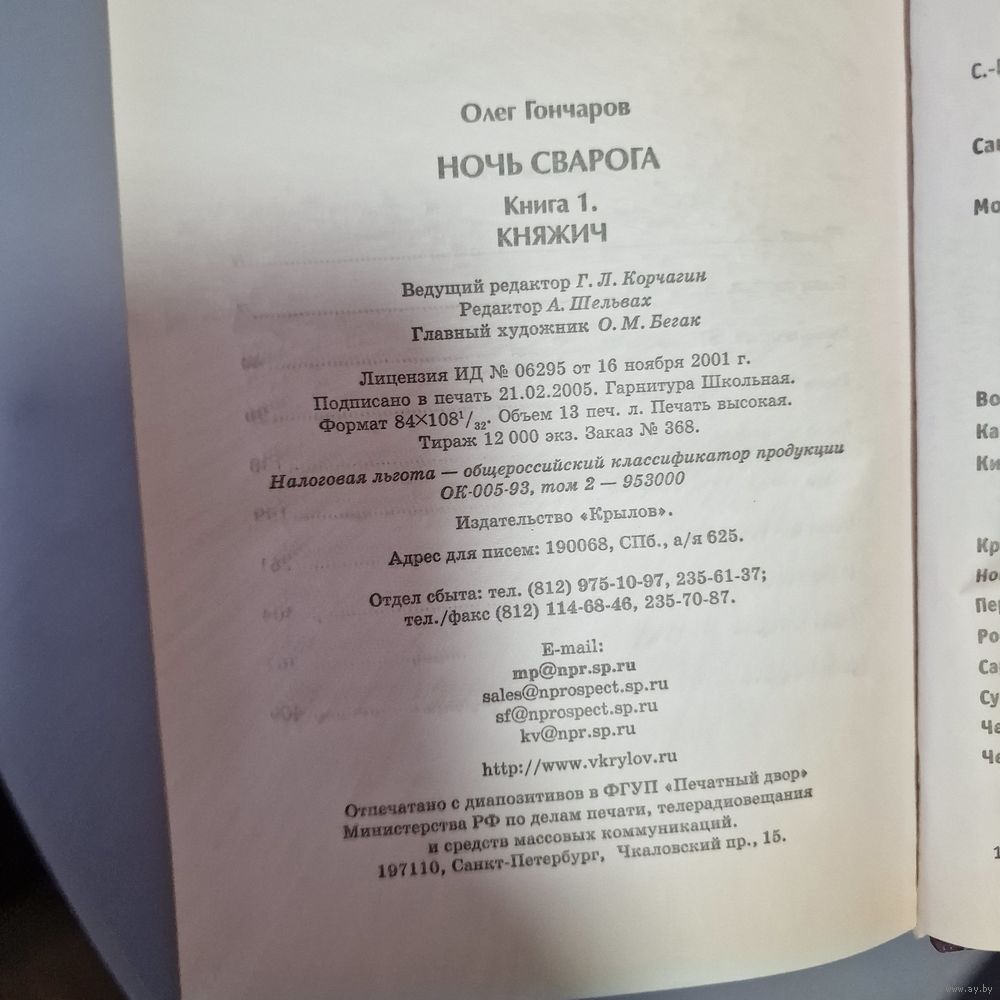 Олег Гончаров
НОЧЬ СВАРОГА
Книга 1.
КНЯЖИЧ
Ведущий редактор Г. Л. Корчагин
Редактор А. Шельвах
Главный художник О. М. Бегак
Лицензия ИД № 06295 от 16 ноября 2001 г.
Подписано в печать 21.02.2005. Гарнитура Школьная.
Формат 84×108¹/₃₂. Объем 13 печ. л. Печать высокая.
Тираж 12 000 экз. Заказ № 368.
Налоговая льгота — общероссийский классификатор продукции
ОК-005-93, том 2 — 953000
Издательство «Крылов».
Адрес для писем: 190068, СПб., а/я 625.
Отдел сбыта: тел. (812) 975-10-97, 235-61-37;
тел./факс (812) 114-68-46, 235-70-87.
E-mail:
mp@npr.sp.ru
sales@nprospect.sp.ru
sf@nprospect.sp.ru
kv@npr.sp.ru
http://www.vkrylov.ru
Отпечатано с диапозитивов в ФГУП «Печатный двор»
Министерства РФ по делам печати, телерадиовещания
и средств массовых коммуникаций.
197110, Санкт-Петербург, Чкаловский пр., 15.
www.ay.by